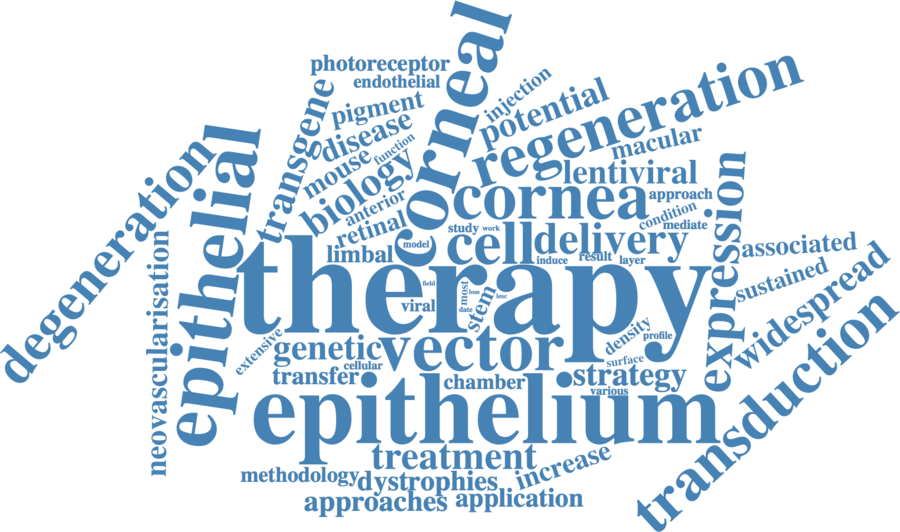 photoreceptor
endothelial
corneal
injection
potential
regeneration
pigment
disease
transgene
mouse
function
biology
macular
lentiviral
anterior
cornea
approach
retinal
condition
mediate
study
work
limbal
model
cell
delivery
induce
result
layer
expression
associated
degeneration
epithelial
neovascularisation
therapy
field
most
loss
lesc
date
viral
stem
sustained
widespread
extensive
genetic
vector
density
profile
surface
cellular
transfer
chamber
strategy
various
epithelium
transduction
treatment
increase
methodology
dystrophies
approaches
application